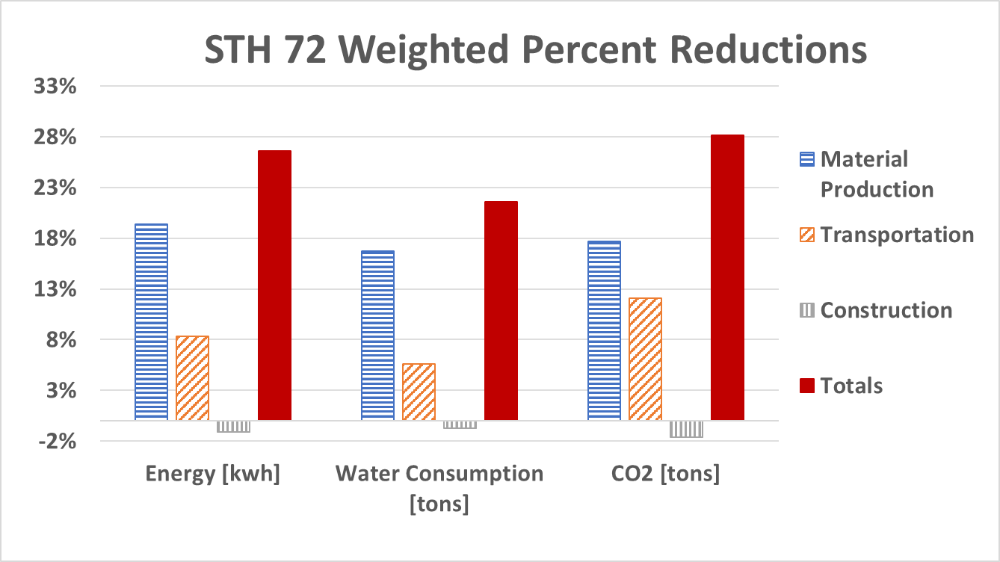 STH 72 Weighted Percent Reductions
33%
28%
23%
18%
13%
8%
3%
-2%
Energy [kwh]
Water Consumption
[tons]
CO2 [tons]
Material
Production
Transportation
Construction
Totals